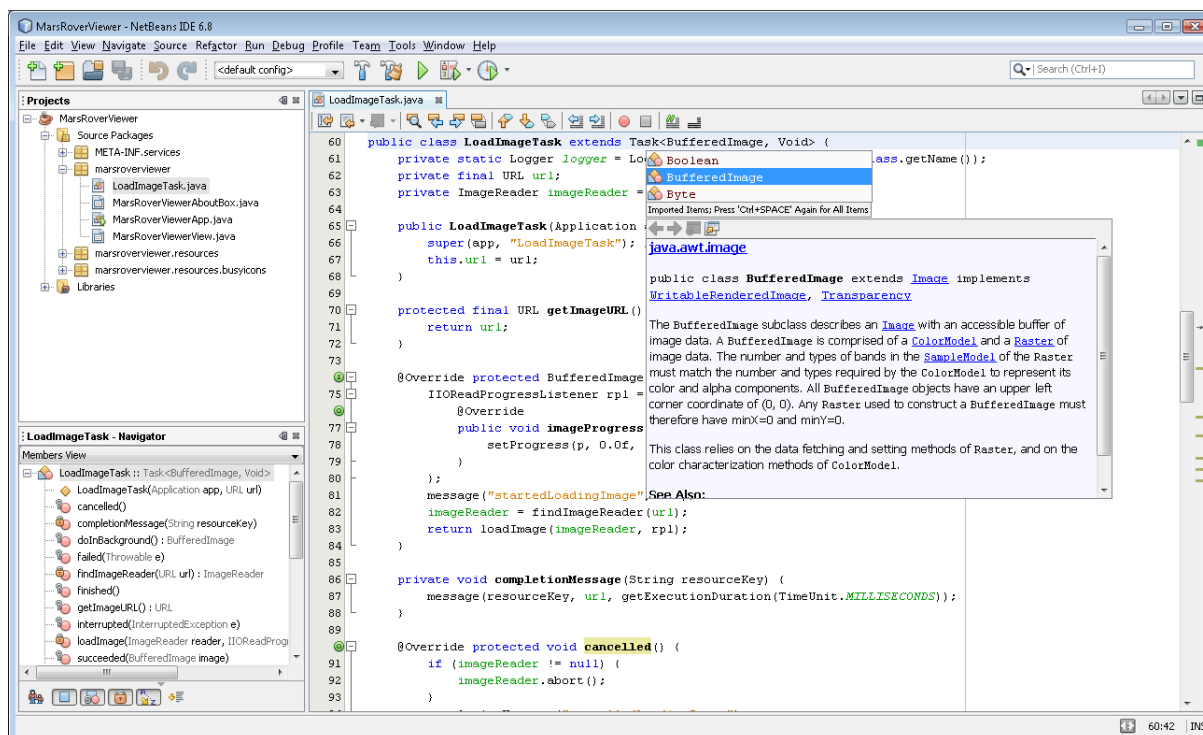 MarsRoverViewer - NetBeans IDE 6.8
File Edit View Navigate Source Refactor Run Debug Profile Team Tools Window Help
<default config>
Search (Ctrl+I)
Projects
MarsRoverViewer
Source Packages
META-INF.services
marsroverviewer
LoadImageTask.java
MarsRoverViewerAboutBox.java
MarsRoverViewerApp.java
MarsRoverViewerView.java
marsroverviewer.resources
marsroverviewer.resources.busyicons
Libraries
LoadImageTask - Navigator
Members View
LoadImageTask :: Task<BufferedImage, Void>
LoadImageTask(Application app, URL url)
cancelled()
completionMessage(String resourceKey)
doInBackground() : BufferedImage
failed(Throwable e)
findImageReader(URL url) : ImageReader
finished()
getImageURL() : URL
interrupted(InterruptedException e)
loadImage(ImageReader reader, IIOReadProgr
succeeded(BufferedImage image)
LoadImageTask.java
60 public class LoadImageTask extends Task<BufferedImage, Void> {
61 private static Logger logger = Lo lass.getName());
62 private final URL url;
63 private ImageReader imageReader =
64
65 public LoadImageTask(Application
66 super(app, "LoadImageTask");
67 this.url = url;
68 }
69
70 protected final URL getImageURL()
71 return url;
72 }
73
@Override protected BufferedImage
75 IIOReadProgressListener rpl =
@Override
77 public void imageProgress
78 setProgress(p, 0.0f,
79 }
80 };
81 message("startedLoadingImage"
82 imageReader = findImageReader(url);
83 return loadImage(imageReader, rpl);
84 }
85
86 private void completionMessage(String resourceKey) {
87 message(resourceKey, url, getExecutionDuration(TimeUnit.MILLISECONDS));
88 }
89
@Override protected void cancelled() {
91 if (imageReader != null) {
92 imageReader.abort();
93 }
Boolean
BufferedImage
Byte
Imported Items; Press 'Ctrl+SPACE' Again for All Items
java.awt.image
public class BufferedImage extends Image implements
WritableRenderedImage, Transparency
The BufferedImage subclass describes an Image with an accessible buffer of
image data. A BufferedImage is comprised of a ColorModel and a Raster of
image data. The number and types of bands in the SampleModel of the Raster
must match the number and types required by the ColorModel to represent its
color and alpha components. All BufferedImage objects have an upper left
corner coordinate of (0, 0). Any Raster used to construct a BufferedImage must
therefore have minX=0 and minY=0.
This class relies on the data fetching and setting methods of Raster, and on the
color characterization methods of ColorModel.
See Also:
60:42 INS